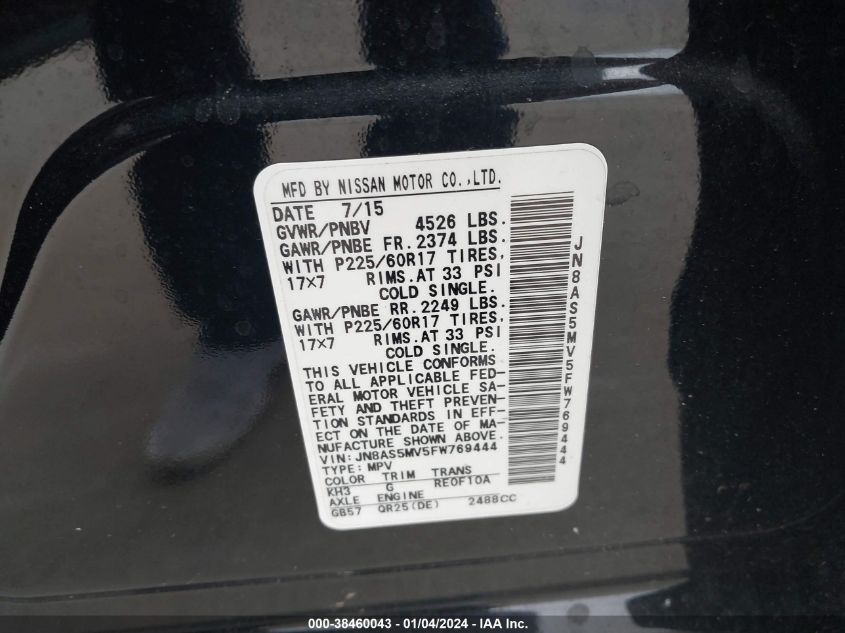 MFD BY NISSAN MOTOR CO.,LTD.
DATE 7/15
GVWR/PNBV 4526 LBS.
GAWR/PNBE FR. 2374 LBS.
WITH P225/60R17 TIRES,
17×7 RIMS.AT 33 PSI
COLD SINGLE.
GAWR/PNBE RR. 2249 LBS.
WITH P225/60R17 TIRES,
17×7 RIMS.AT 33 PSI
COLD SINGLE.
THIS VEHICLE CONFORMS
TO ALL APPLICABLE FED-
ERAL MOTOR VEHICLE SA-
FETY AND THEFT PREVEN-
TION STANDARDS IN EFF-
ECT ON THE DATE OF MA-
NUFACTURE SHOWN ABOVE.
VIN:JN8AS5MV5FW769444
TYPE:MPV
COLOR TRIM TRANS
KH3 G RE0F10A
AXLE ENGINE
GB57 QR25(DE) 2488CC
JN8AS5MV5FW769444
000-38460043 - 01/04/2024 - IAA Inc.